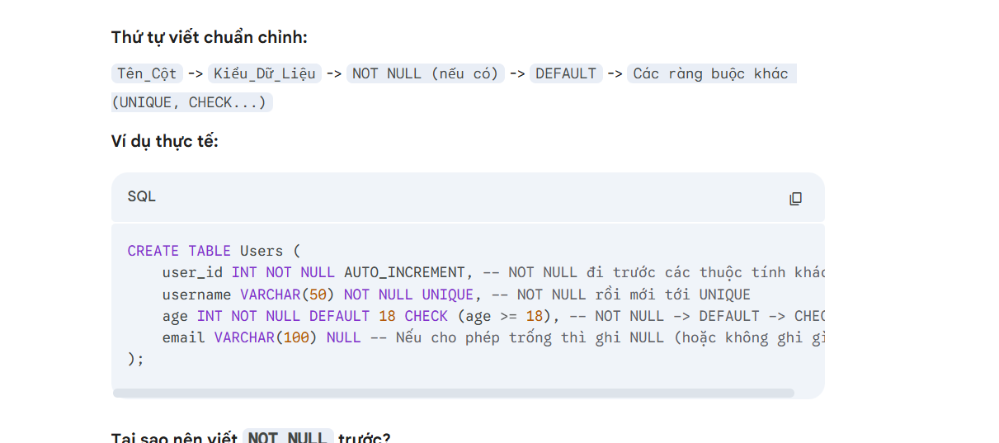 Thứ tự viết chuẩn chỉnh:
Tên_Cột -> Kiểu_Dữ_Liệu -> NOT NULL (nếu có) -> DEFAULT -> Các ràng buộc khác
(UNIQUE, CHECK...)
Ví dụ thực tế:
SQL
CREATE TABLE Users (
    user_id INT NOT NULL AUTO_INCREMENT, -- NOT NULL đi trước các thuộc tính khác
    username VARCHAR(50) NOT NULL UNIQUE, -- NOT NULL rồi mới tới UNIQUE
    age INT NOT NULL DEFAULT 18 CHECK (age >= 18), -- NOT NULL -> DEFAULT -> CHEC
    email VARCHAR(100) NULL -- Nếu cho phép trống thì ghi NULL (hoặc không ghi gì
);
Tại sao nên viết NOT NULL trước?